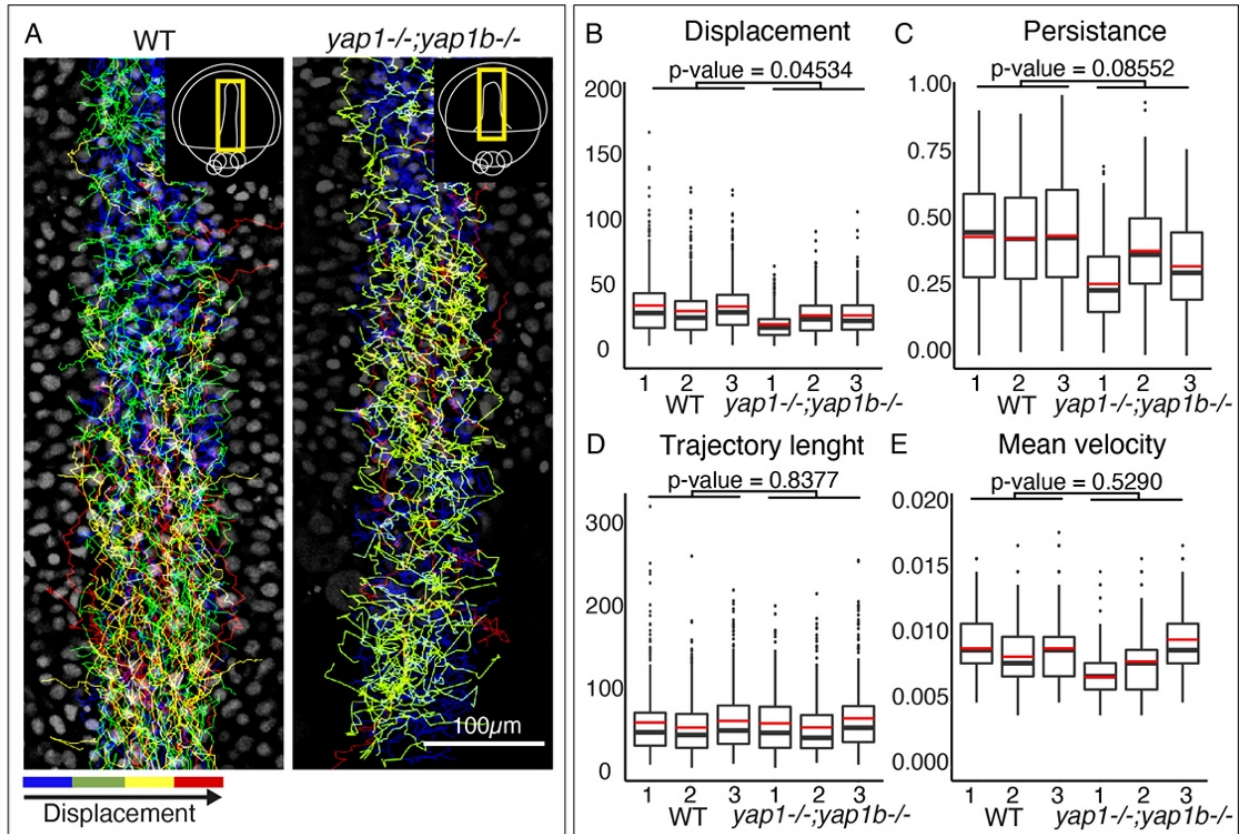 A
WT
yap1-/-;yap1b-/-
100µm
Displacement
B Displacement
p-value = 0.04534
200
150
100
50
0
1 2 3 1 2 3
WT yap1-/-;yap1b-/-
C Persistance
p-value = 0.08552
1.00
0.75
0.50
0.25
0.00
1 2 3 1 2 3
WT yap1-/-;yap1b-/-
D Trajectory lenght
p-value = 0.8377
300
200
100
0
1 2 3 1 2 3
WT yap1-/-;yap1b-/-
E Mean velocity
p-value = 0.5290
0.020
0.015
0.010
0.005
0.000
1 2 3 1 2 3
WT yap1-/-;yap1b-/-